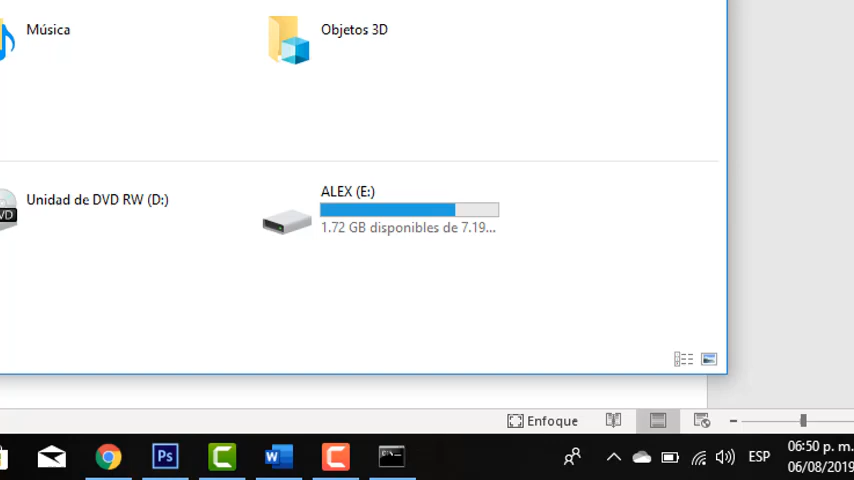 Música
Objetos 3D
Unidad de DVD RW (D:)
ALEX (E:)
1.72 GB disponibles de 7.19...
Enfoque
ESP
06:50 p. m.
06/08/2019